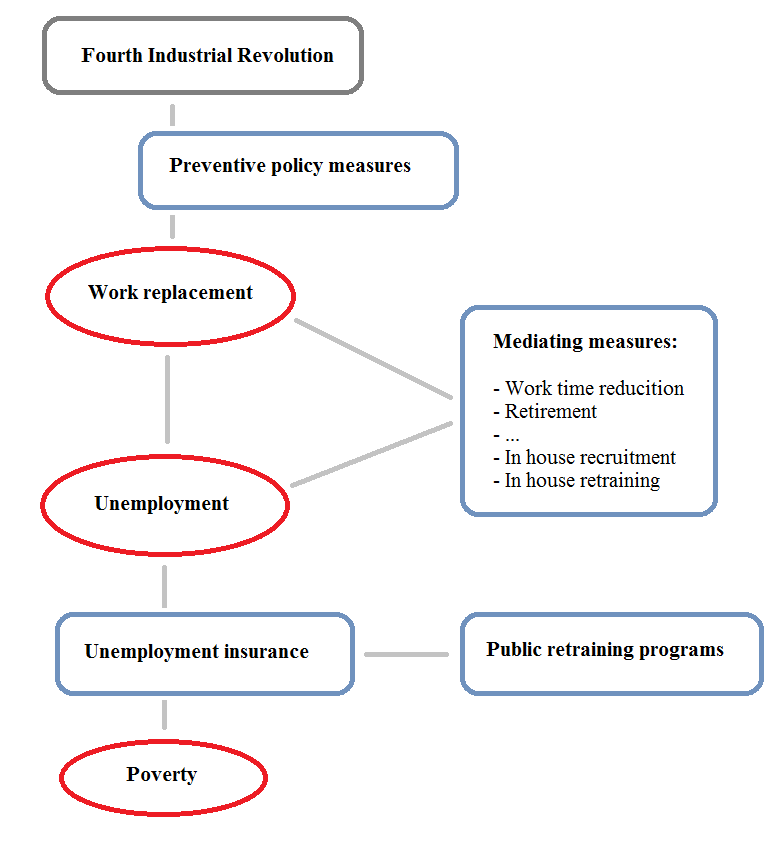 Fourth Industrial Revolution
Preventive policy measures
Work replacement
Mediating measures:
- Work time reducition
- Retirement
- ...
- In house recruitment
- In house retraining
Unemployment
Unemployment insurance
Public retraining programs
Poverty